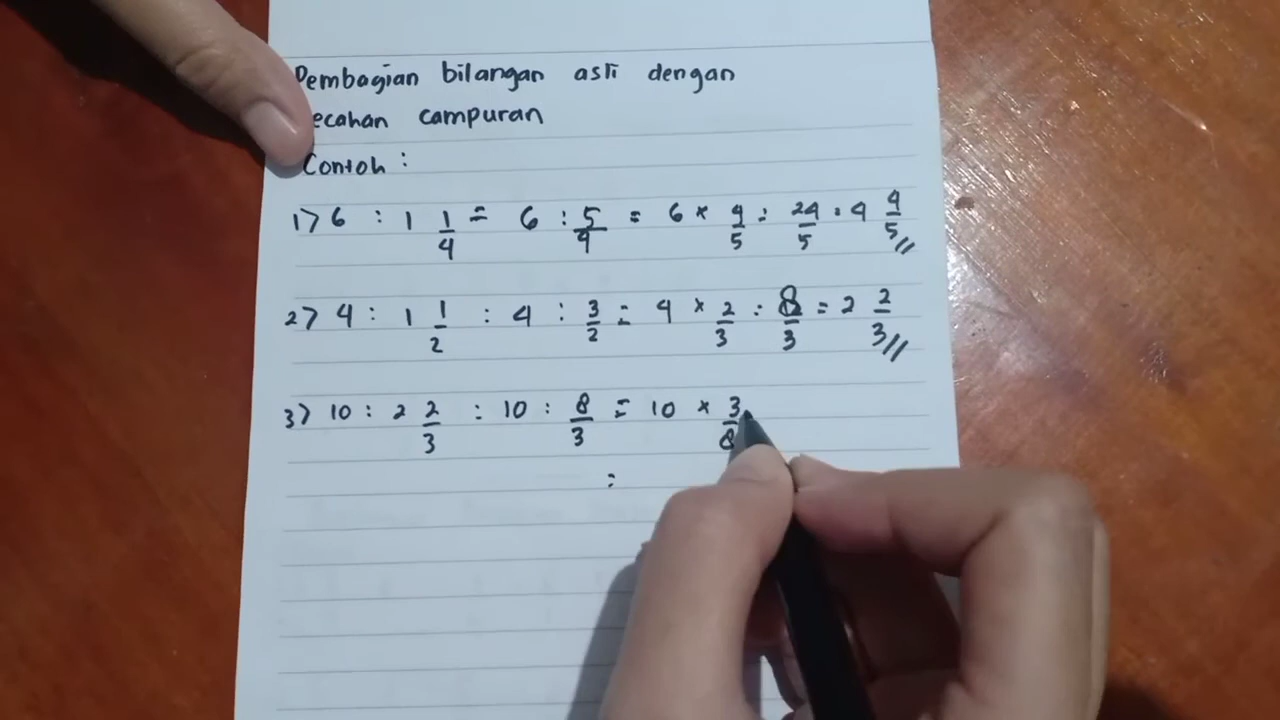 Pembagian bilangan asli dengan
ecahan campuran
Contoh :
1) 6 : 1 1/4 = 6 : 5/4 = 6 × 4/5 = 24/5 = 4 4/5 //
2) 4 : 1 1/2 = 4 : 3/2 = 4 × 2/3 = 8/3 = 2 2/3 //
3) 10 : 2 2/3 = 10 : 8/3 = 10 × 3/8
=